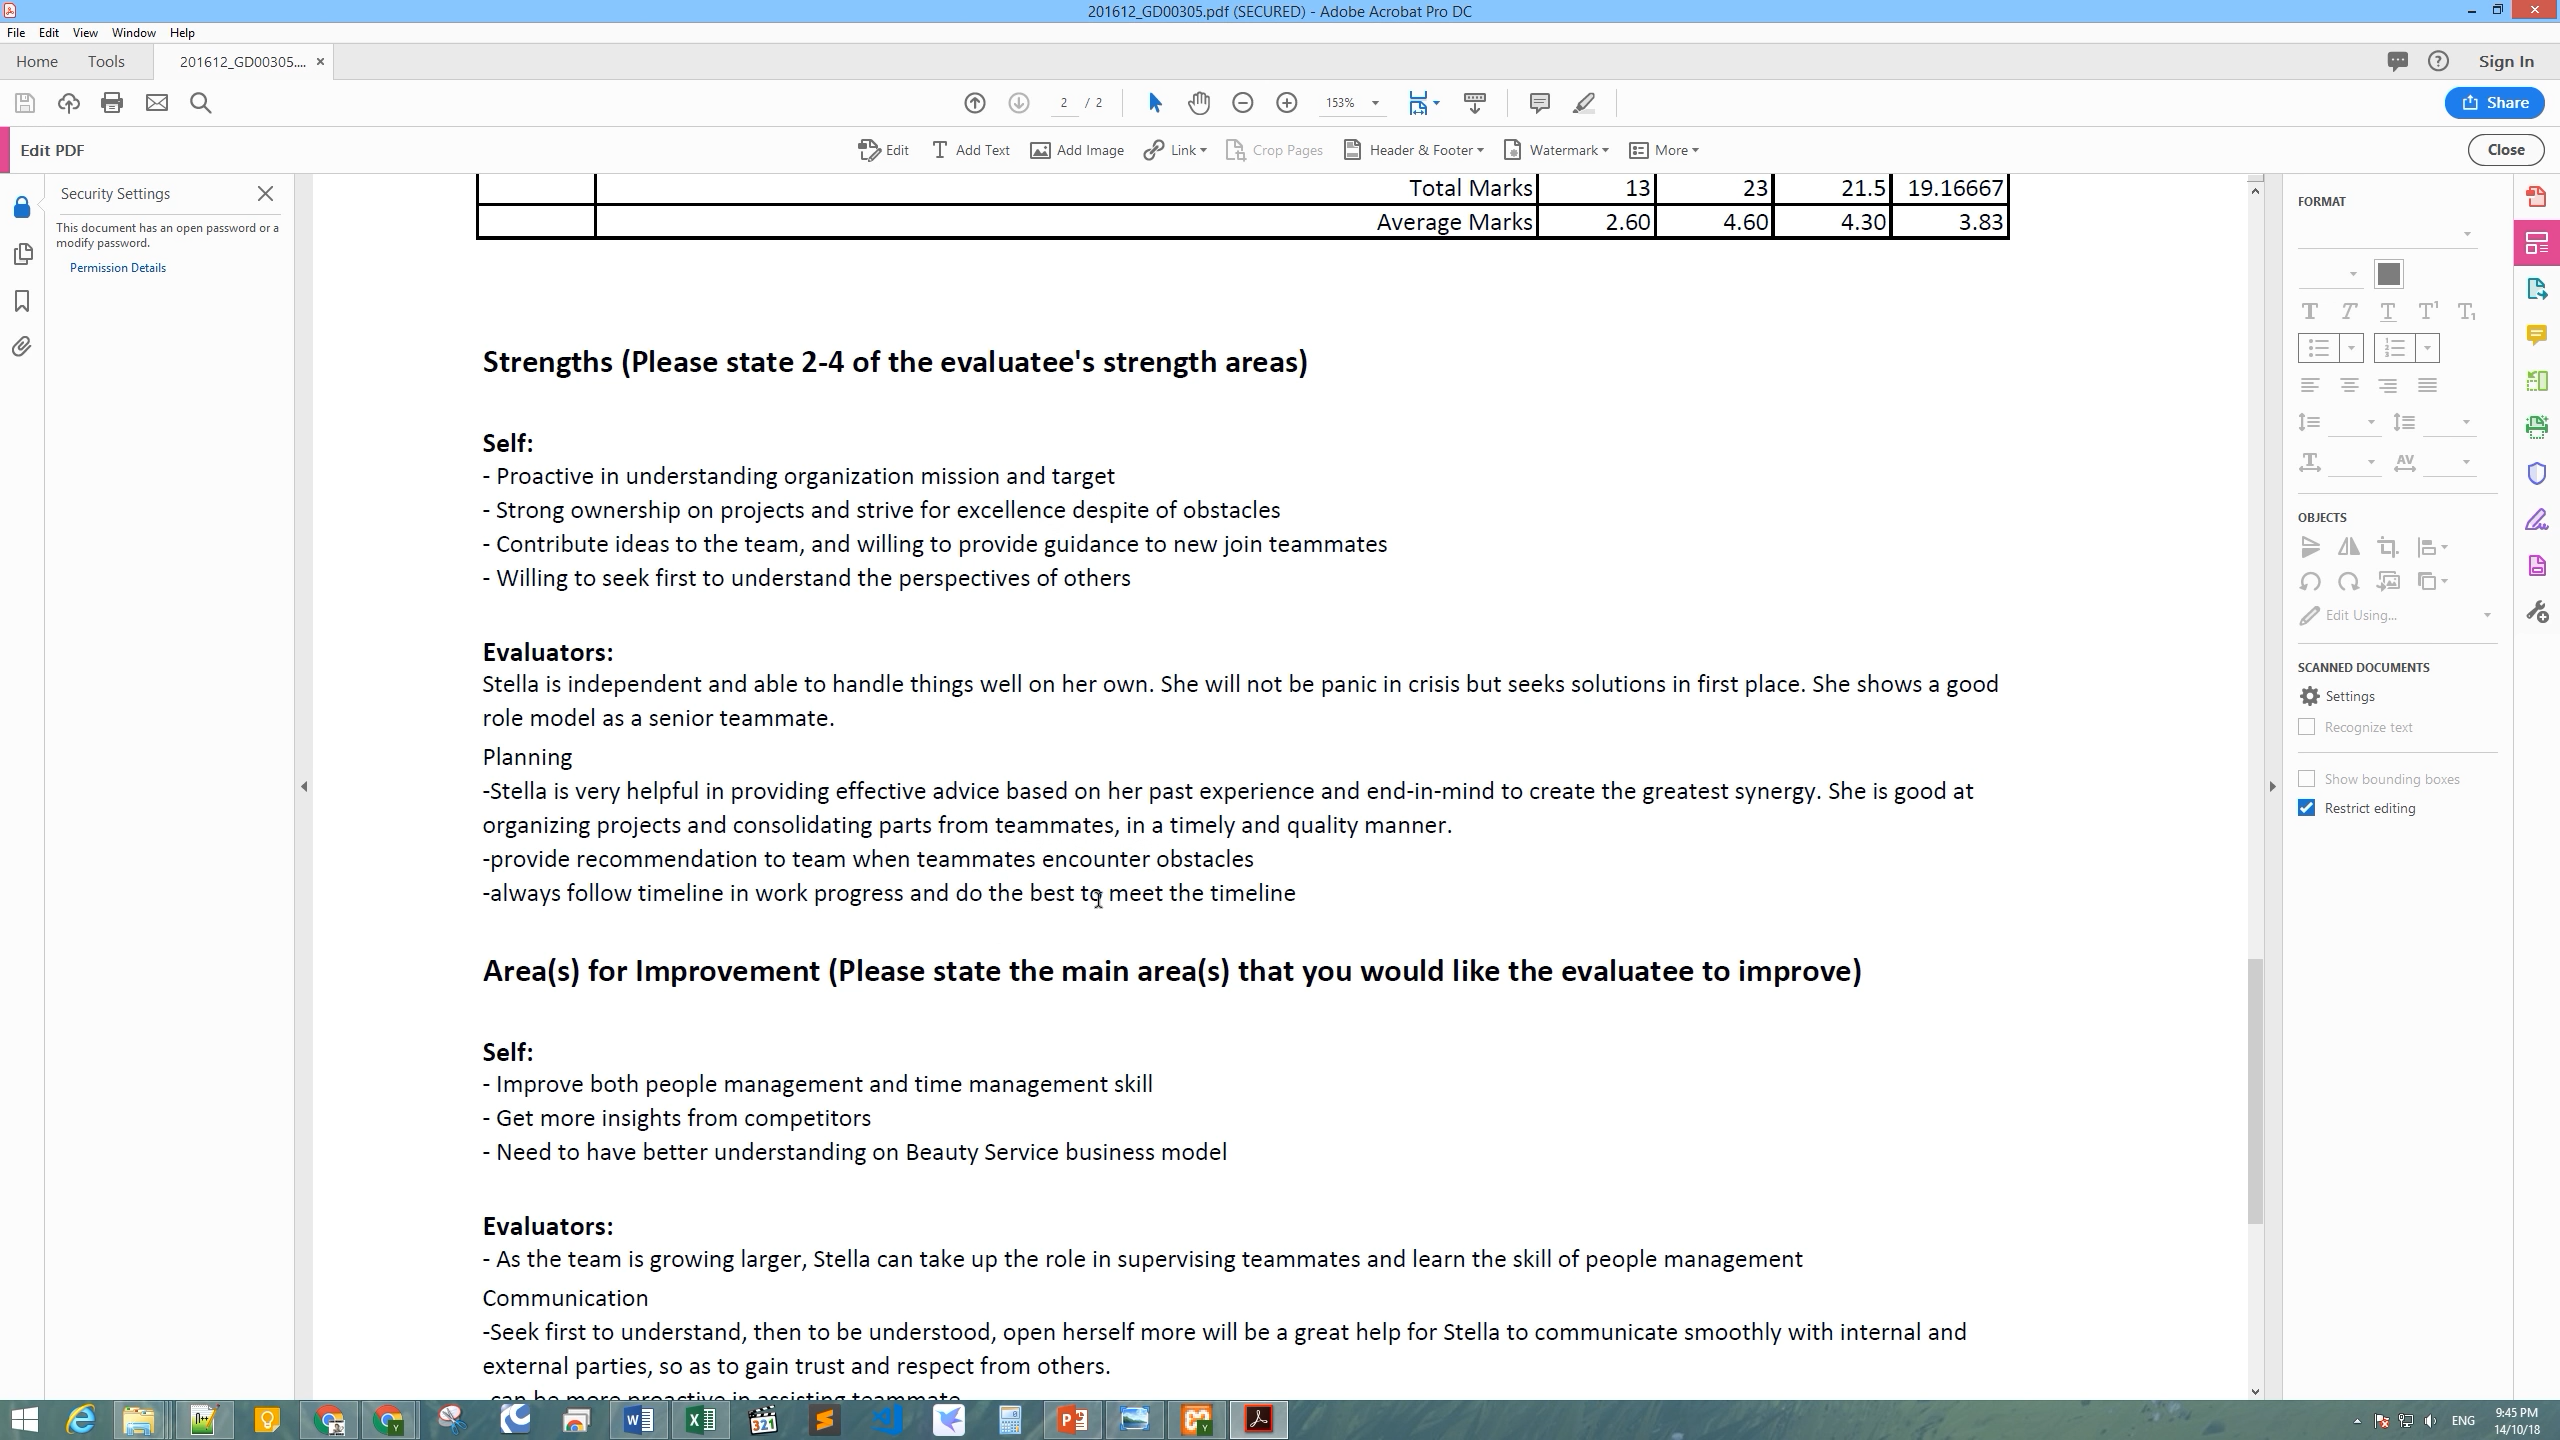 201612_GD00305.pdf (SECURED) - Adobe Acrobat Pro DC
File Edit View Window Help
Home Tools 201612_GD00305.... × Sign In
2 / 2 153% Share
Edit PDF Edit Add Text Add Image Link Crop Pages Header & Footer Watermark More Close
Security Settings
This document has an open password or a
modify password.
Permission Details
Total Marks 13 23 21.5 19.16667
Average Marks 2.60 4.60 4.30 3.83
Strengths (Please state 2-4 of the evaluatee's strength areas)
Self:
- Proactive in understanding organization mission and target
- Strong ownership on projects and strive for excellence despite of obstacles
- Contribute ideas to the team, and willing to provide guidance to new join teammates
- Willing to seek first to understand the perspectives of others
Evaluators:
Stella is independent and able to handle things well on her own. She will not be panic in crisis but seeks solutions in first place. She shows a good
role model as a senior teammate.
Planning
-Stella is very helpful in providing effective advice based on her past experience and end-in-mind to create the greatest synergy. She is good at
organizing projects and consolidating parts from teammates, in a timely and quality manner.
-provide recommendation to team when teammates encounter obstacles
-always follow timeline in work progress and do the best to meet the timeline
Area(s) for Improvement (Please state the main area(s) that you would like the evaluatee to improve)
Self:
- Improve both people management and time management skill
- Get more insights from competitors
- Need to have better understanding on Beauty Service business model
Evaluators:
- As the team is growing larger, Stella can take up the role in supervising teammates and learn the skill of people management
Communication
-Seek first to understand, then to be understood, open herself more will be a great help for Stella to communicate smoothly with internal and
external parties, so as to gain trust and respect from others.
-can be more proactive in assisting teammate
FORMAT
OBJECTS
Edit Using...
SCANNED DOCUMENTS
Settings
Recognize text
Show bounding boxes
Restrict editing
ENG
9:45 PM
14/10/18